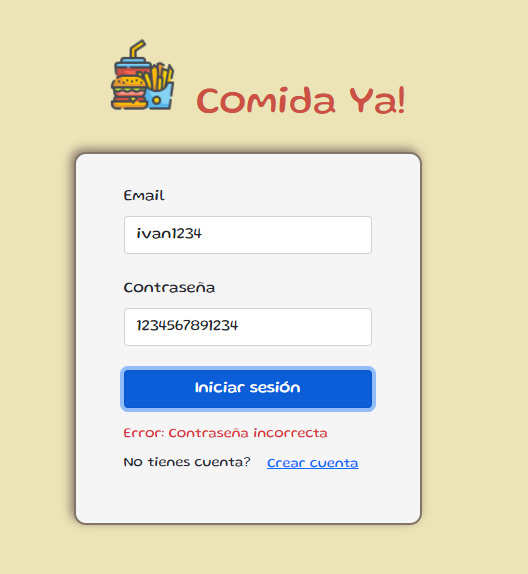 Comida Ya!
Email
ivan1234
Contraseña
1234567891234
Iniciar sesión
Error: Contraseña incorrecta
No tienes cuenta? Crear cuenta